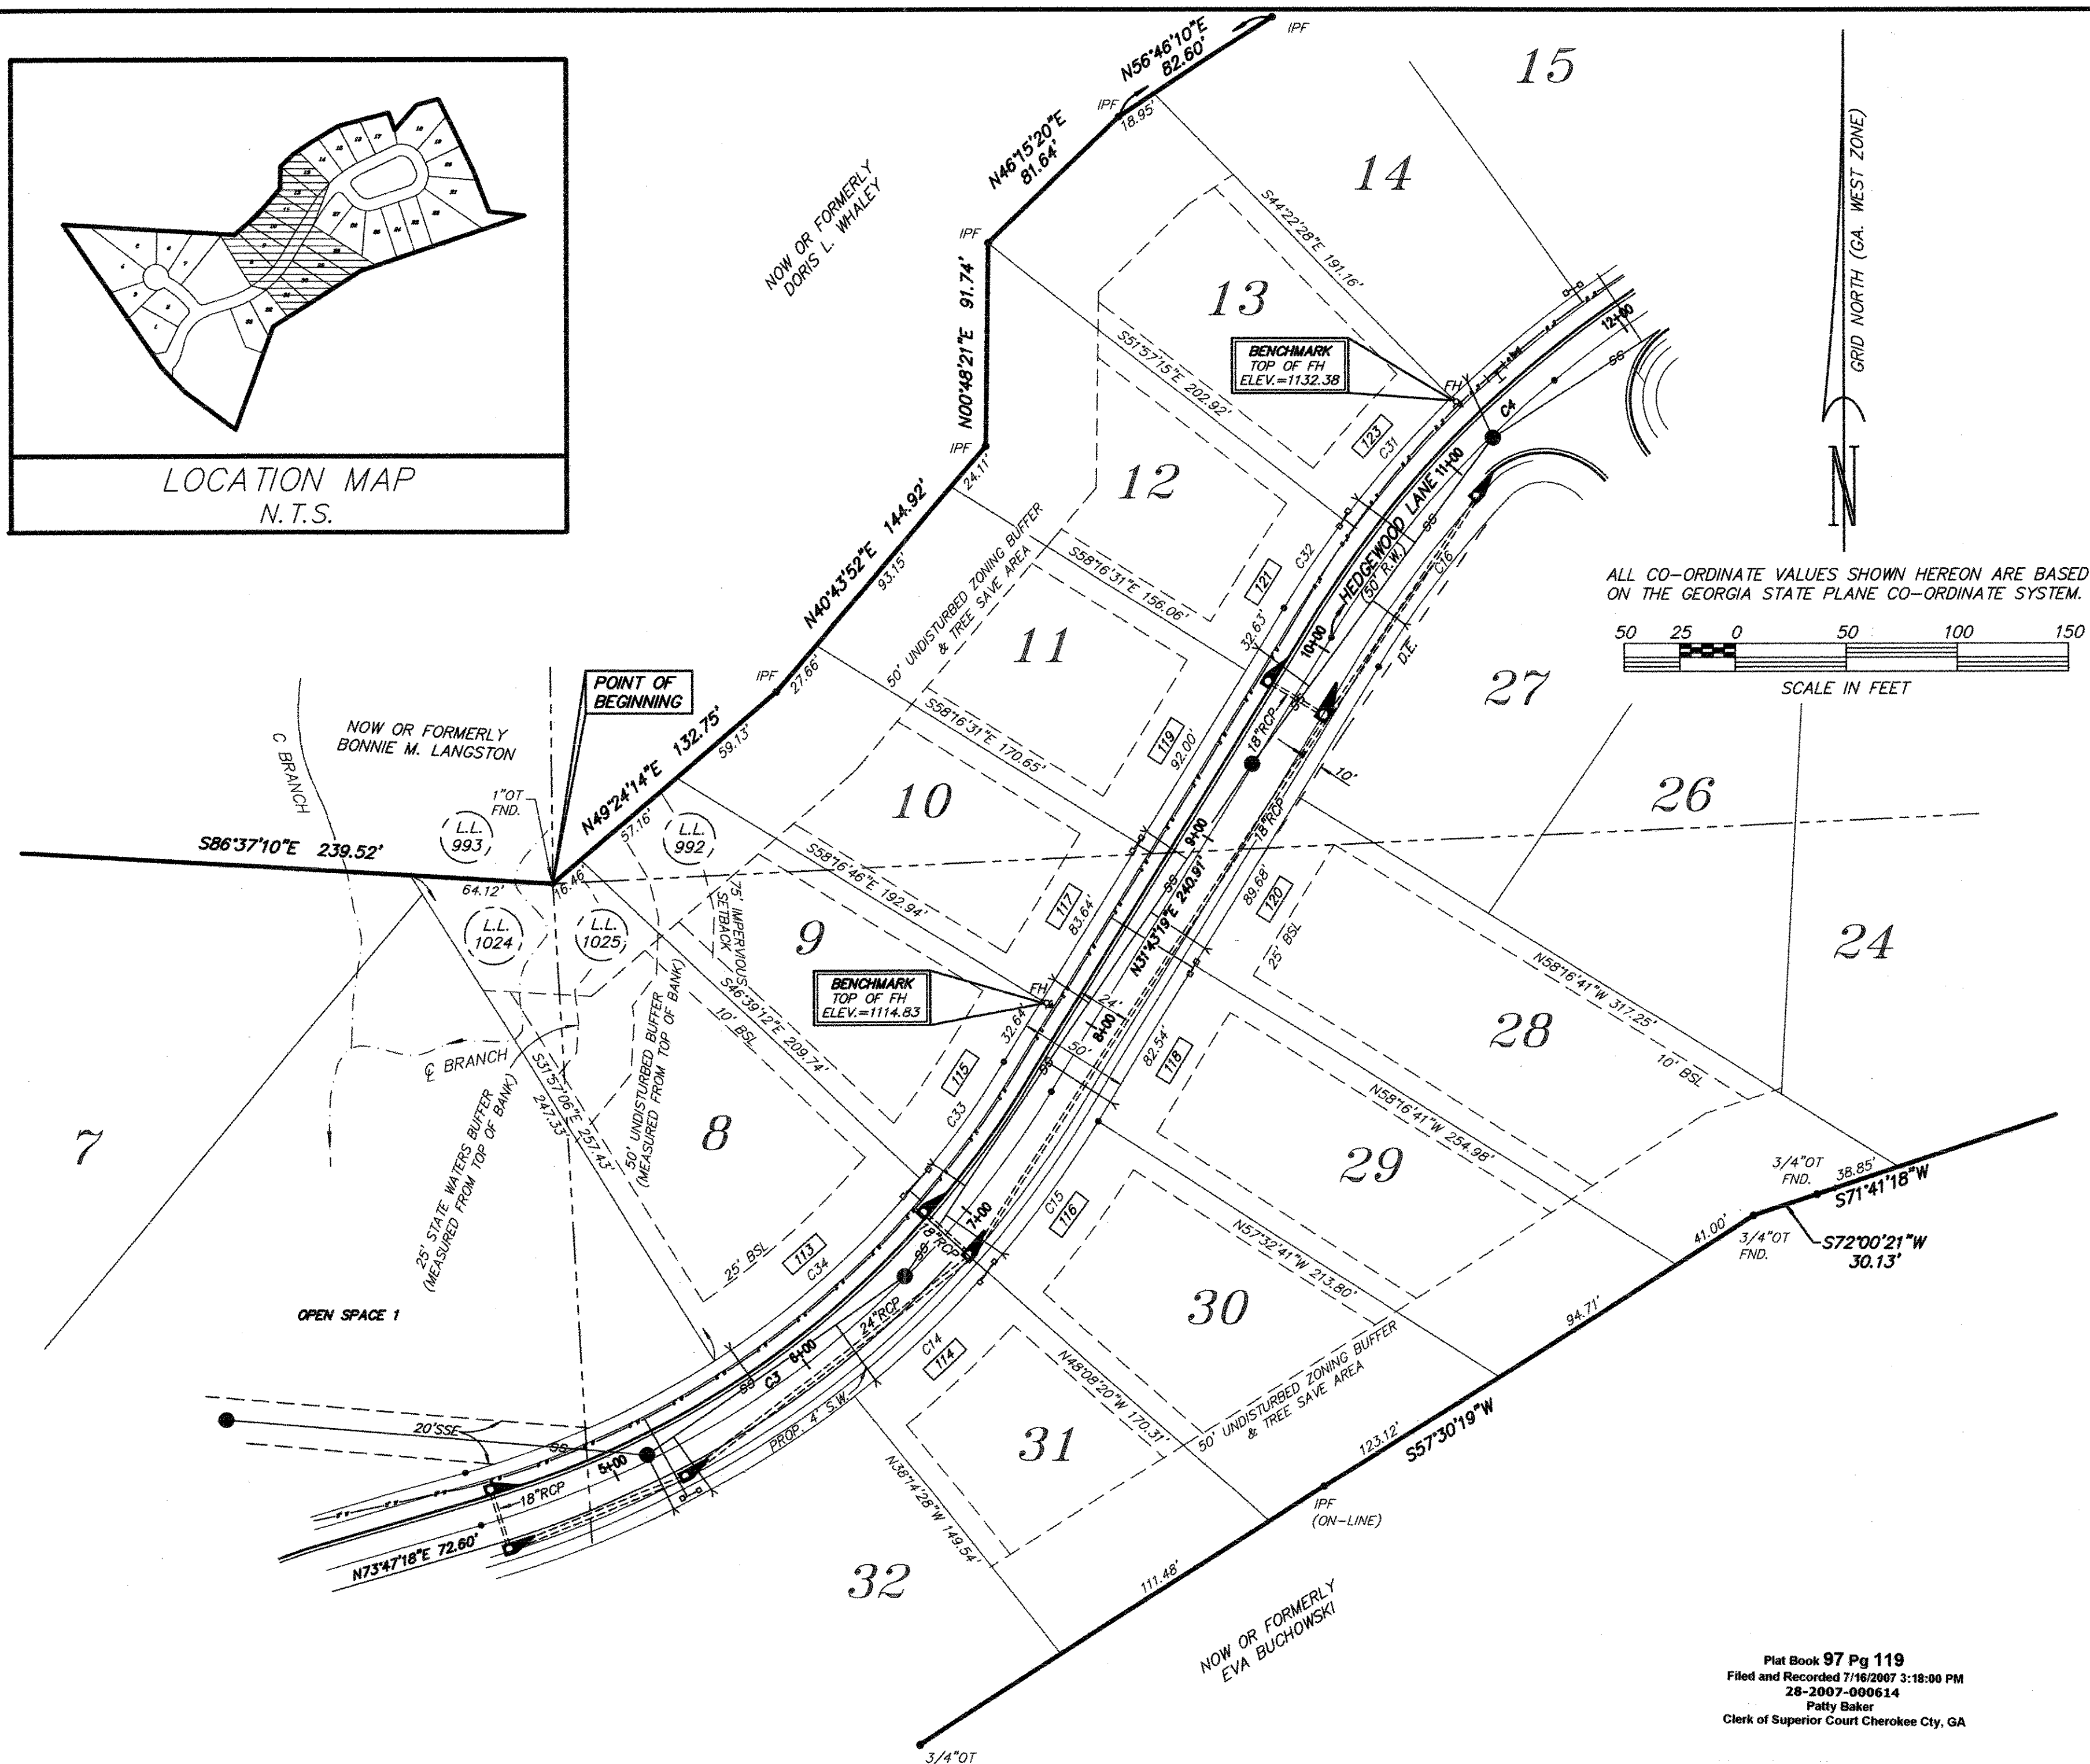 LOCATION MAP
N.T.S.
N56°46'10"E
82.60'
IPF
IPF
18.95'
15
N46°15'20"E
81.64'
14
NOW OR FORMERLY
DORIS L. WHALEY
IPF
S44°22'28"E 191.16'
13
GRID NORTH (GA. WEST ZONE)
N
N00°48'21"E 91.74'
S51°57'15"E 202.92'
BENCHMARK
TOP OF FH
ELEV.=1132.38
FH
12+00
SS
C4
123
C31
IPF
24.11'
12
11+00
HEDGEWOOD LANE
(50' R.W.)
SS
C16
N40°43'52"E 144.92'
93.15'
50' UNDISTURBED ZONING BUFFER
& TREE SAVE AREA
S58°16'31"E 156.06'
C32
121
32.63'
10+00
D.E.
ALL CO-ORDINATE VALUES SHOWN HEREON ARE BASED
ON THE GEORGIA STATE PLANE CO-ORDINATE SYSTEM.
50 25 0 50 100 150
SCALE IN FEET
11
27
POINT OF
BEGINNING
IPF
27.66'
S58°16'31"E 170.65'
119
92.00'
18"RCP
SS
10'
NOW OR FORMERLY
BONNIE M. LANGSTON
C BRANCH
N49°24'14"E 132.75'
59.13'
57.16'
1"OT
FND.
10
26
L.L.
993
L.L.
992
S86°37'10"E 239.52'
64.12'
16.46'
S58°16'46"E 192.94'
9+00
18"RCP
SS
N31°43'19"E 240.91'
89.68'
120
25' BSL
L.L.
1024
L.L.
1025
75' IMPERVIOUS
SETBACK
9
117
83.64'
24
N58°16'41"W 317.25'
S46°39'12"E 209.74'
10' BSL
BENCHMARK
TOP OF FH
ELEV.=1114.83
FH
24'
8+00
50'
SS
32.64'
82.54'
118
28
10' BSL
℄ BRANCH
S31°57'06"E 257.43'
247.33'
50' UNDISTURBED BUFFER
(MEASURED FROM TOP OF BANK)
25' STATE WATERS BUFFER
(MEASURED FROM TOP OF BANK)
7
8
115
C33
N58°16'41"W 254.98'
29
3/4"OT
FND.
38.85'
S71°41'18"W
C15
116
7+00
18"RCP
SS
25' BSL
113
C34
N57°32'41"W 213.80'
41.00'
3/4"OT
FND.
S72°00'21"W
30.13'
OPEN SPACE 1
30
94.71'
24"RCP
6+00
C14
114
50' UNDISTURBED ZONING BUFFER
& TREE SAVE AREA
N48°08'20"W 170.31'
C3
SS
PROP. 4' S.W.
20'SSE
SS
31
123.12'
S57°30'19"W
5+00
18"RCP
N38°14'28"W 149.54'
IPF
(ON-LINE)
N73°47'18"E 72.60'
32
111.48'
NOW OR FORMERLY
EVA BUCHOWSKI
3/4"OT
Plat Book 97 Pg 119
Filed and Recorded 7/16/2007 3:18:00 PM
28-2007-000614
Patty Baker
Clerk of Superior Court Cherokee Cty, GA